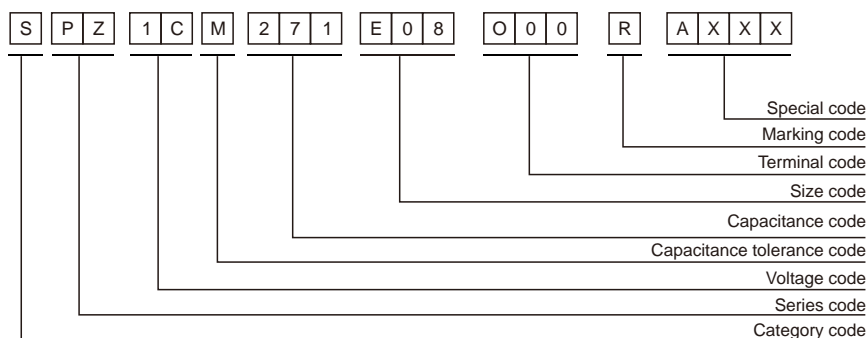 S P Z 1 C M 2 7 1 E 0 8 O 0 0 R A X X X
Special code
Marking code
Terminal code
Size code
Capacitance code
Capacitance tolerance code
Voltage code
Series code
Category code